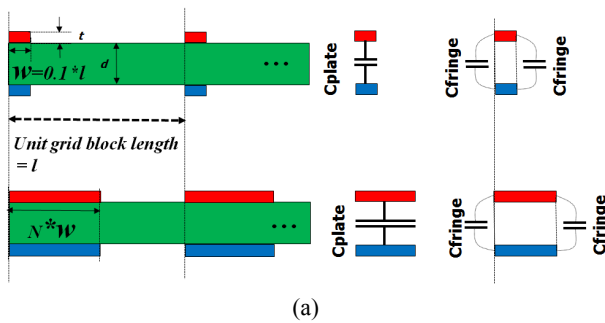 t
W=0.1*l
d
...
Cplate
Cfringe
Cfringe
Unit grid block length
= l
N*W
...
Cplate
Cfringe
Cfringe
(a)